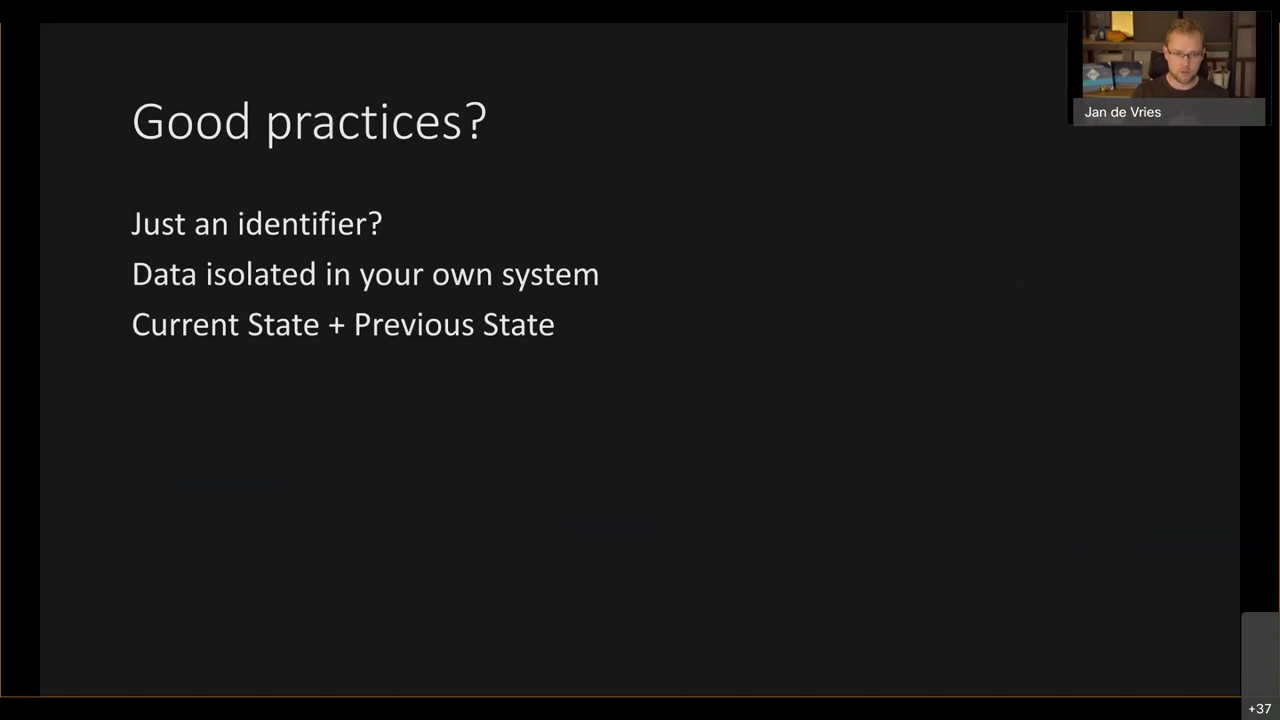 Good practices?
Jan de Vries
Just an identifier?
Data isolated in your own system
Current State + Previous State
+37